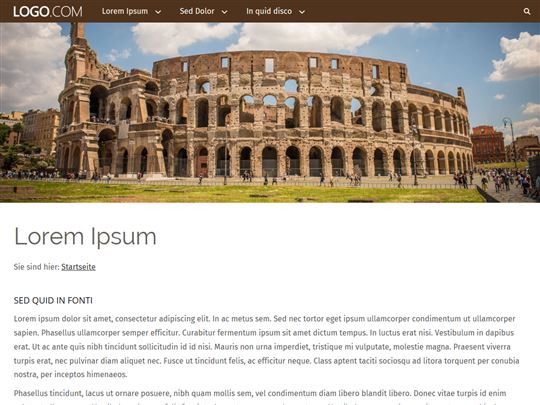 LOGO.COM Lorem Ipsum Sed Dolor In quid disco
Lorem Ipsum
Sie sind hier: Startseite
SED QUID IN FONTI
Lorem ipsum dolor sit amet, consectetur adipiscing elit. In ac metus sem. Sed nec tortor eget ipsum ullamcorper condimentum ut ullamcorper
sapien. Phasellus ullamcorper semper efficitur. Curabitur fermentum ipsum sit amet dictum tempus. In luctus erat nisi. Vestibulum in dapibus
erat. Ut ac ante quis nibh tincidunt sollicitudin id id nisi. Mauris non urna imperdiet, tristique mi vulputate, molestie magna. Praesent viverra
turpis erat, nec pulvinar diam aliquet nec. Fusce ut tincidunt felis, ac efficitur neque. Class aptent taciti sociosqu ad litora torquent per conubia
nostra, per inceptos himenaeos.
Phasellus tincidunt, lacus ut ornare posuere, nibh quam mollis sem, vel condimentum diam libero blandit erat. Donec vitae turpis id enim